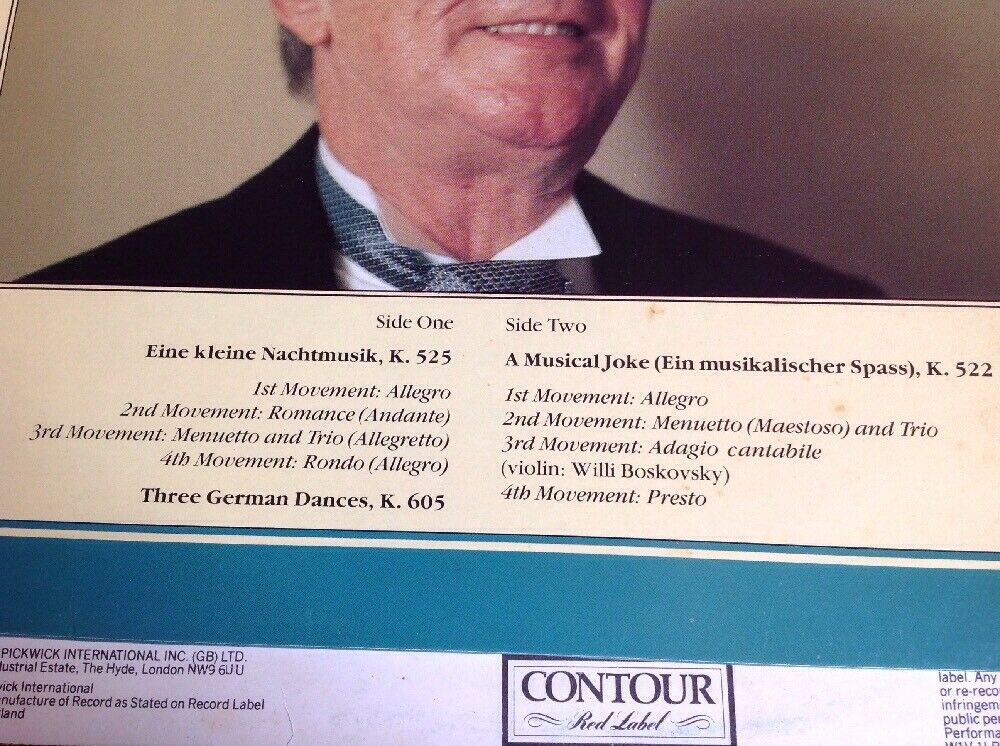 Side One
Eine kleine Nachtmusik, K. 525
1st Movement: Allegro
2nd Movement: Romance (Andante)
3rd Movement: Menuetto and Trio (Allegretto)
4th Movement: Rondo (Allegro)
Three German Dances, K. 605
Side Two
A Musical Joke (Ein musikalischer Spass), K. 522
1st Movement: Allegro
2nd Movement: Menuetto (Maestoso) and Trio
3rd Movement: Adagio cantabile
(violin: Willi Boskovsky)
4th Movement: Presto
PICKWICK INTERNATIONAL INC. (GB) LTD.
dustrial Estate, The Hyde, London NW9 6JU
wick International
nufacture of Record as Stated on Record Label
land
CONTOUR
Red Label
label. Any
or re-reco
infringem
public per
Performa